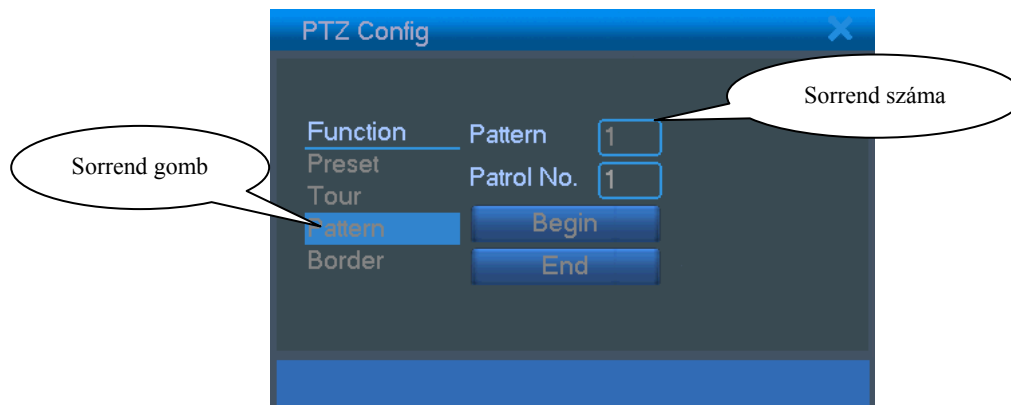 PTZ Config
Sorrend száma
Sorrend gomb
Function
Preset
Tour
Pattern
Border
Pattern 1
Patrol No. 1
Begin
End